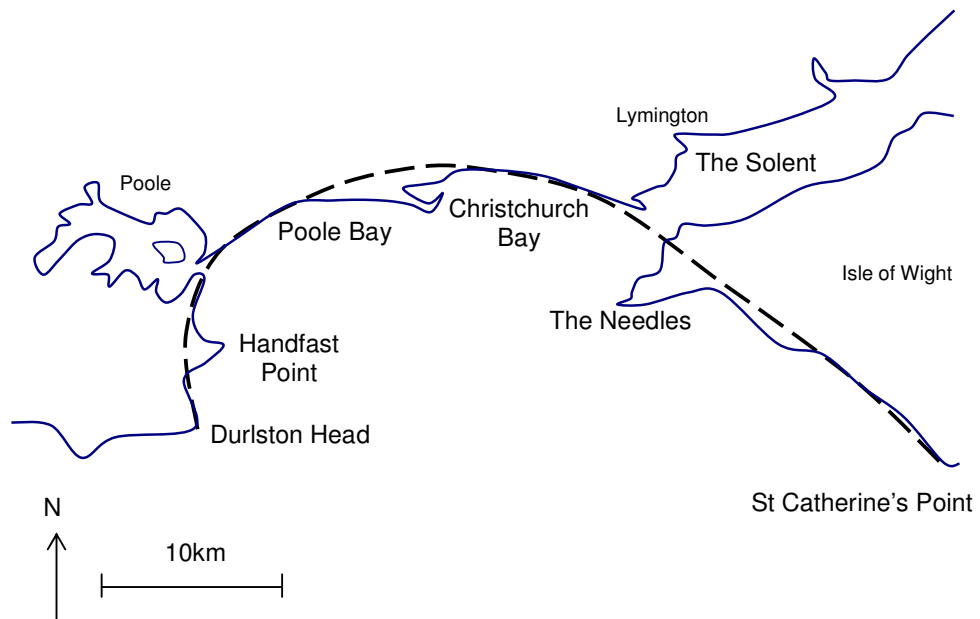 Lymington
The Solent
Poole
Poole Bay
Christchurch
Bay
Isle of Wight
The Needles
Handfast
Point
Durlston Head
St Catherine's Point
N
10km